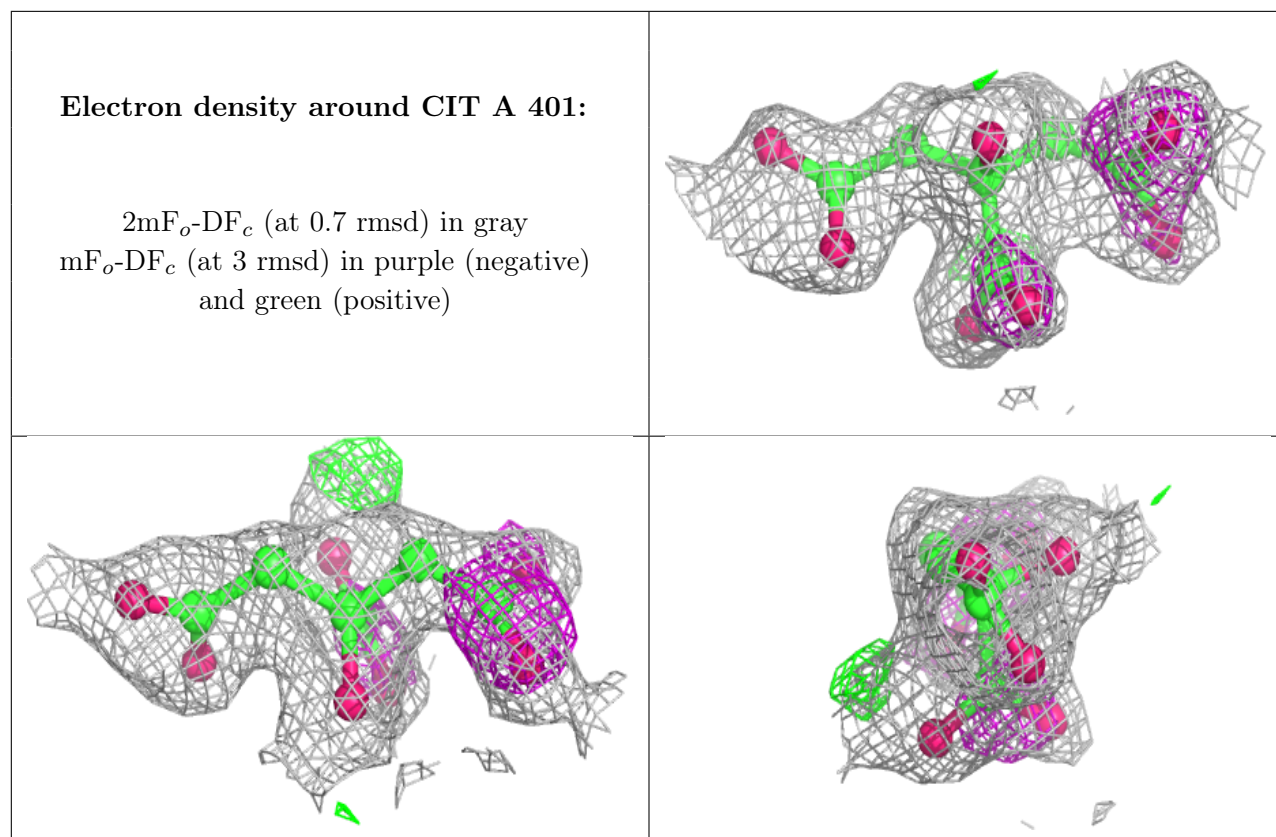 Electron density around CIT A 401:
2mFo-DFc (at 0.7 rmsd) in gray
mFo-DFc (at 3 rmsd) in purple (negative)
and green (positive)